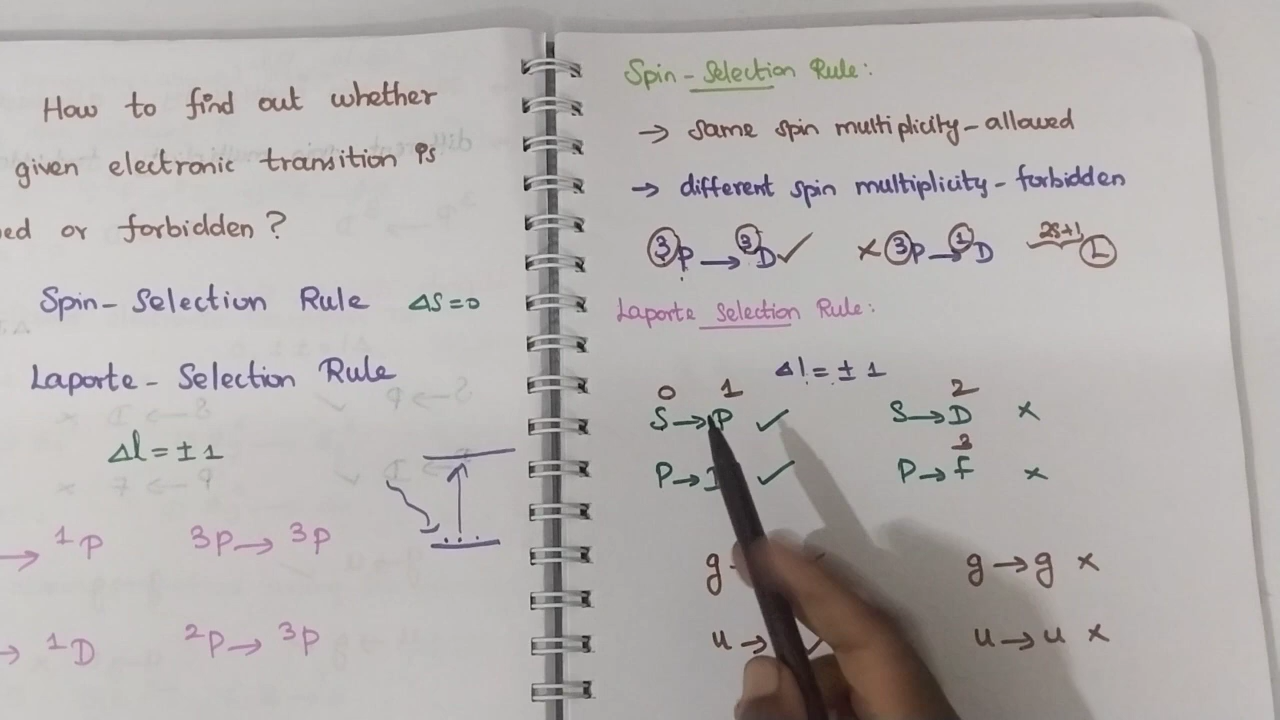 How to find out whether
given electronic transition is
ed or forbidden?
Spin-Selection Rule ΔS=0
Laporte-Selection Rule
Δl=±1
→ ¹P 3P→ ³P
→ ¹D ²P→ ³P
Spin-Selection Rule:
→ same spin multiplicity-allowed
→ different spin multiplicity-forbidden
³P→³D✓ ×³P→¹D 2S+1 L
Laporte Selection Rule:
Δl=±1
0 1 2
S→P ✓ S→D ×
3
P→ ✓ P→f ×
g g→g ×
u→ ✓ u→u ×